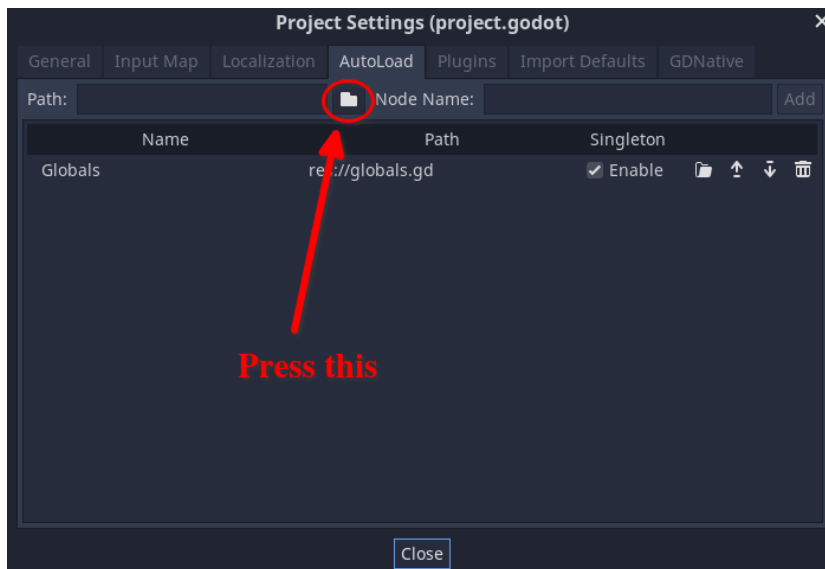 Project Settings (project.godot)
General Input Map Localization AutoLoad Plugins Import Defaults GDNative
Path: Node Name: Add
Name Path Singleton
Globals res://globals.gd Enable
Press this
Close